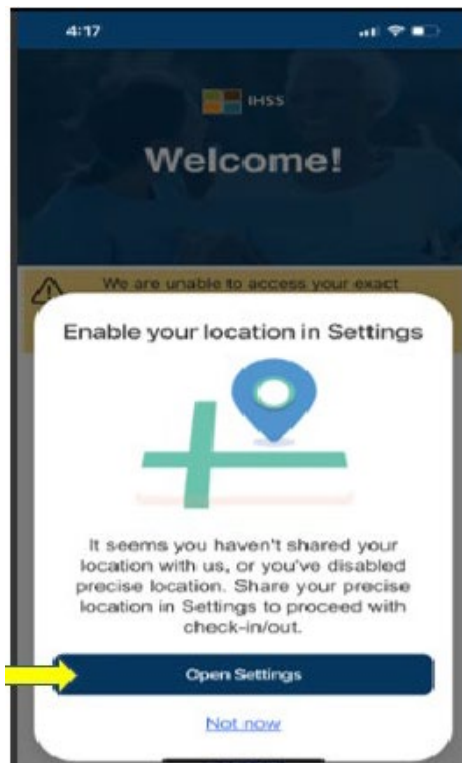 4:17
IHSS
Welcome!
We are unable to access your exact
Enable your location in Settings
It seems you haven't shared your
location with us, or you've disabled
precise location. Share your precise
location in Settings to proceed with
check-in/out.
Open Settings
Not now